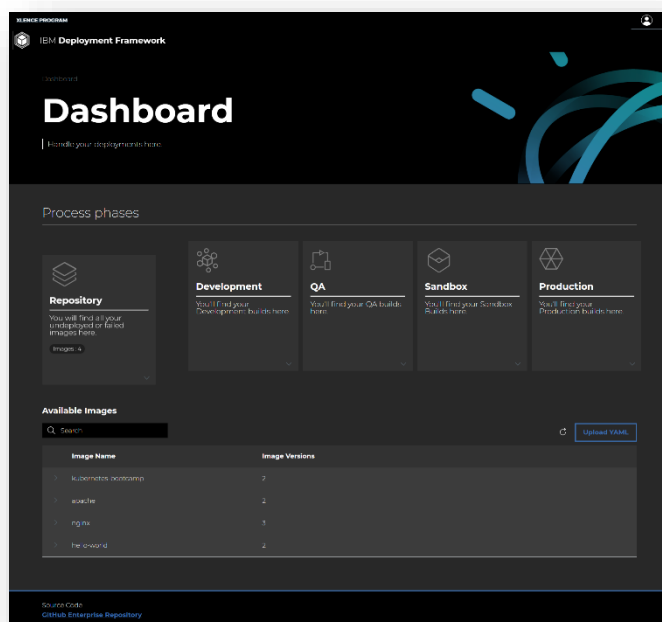 XLENCE PROGRAM
IBM Deployment Framework
Dashboard
Dashboard
Handle your deployments here
Process phases
Repository
You will find all your
undeployed or failed
images here.
Images 4
Development
You'll find your
Development builds here.
QA
You'll find your QA builds
here.
Sandbox
You'll find your Sandbox
Builds here.
Production
You'll find your
Production builds here.
Available Images
Search
Upload YAML
Image Name Image Versions
kubernetes-bootcamp 2
apache 2
nginx 3
hello-world 2
Source Code
GitHub Enterprise Repository